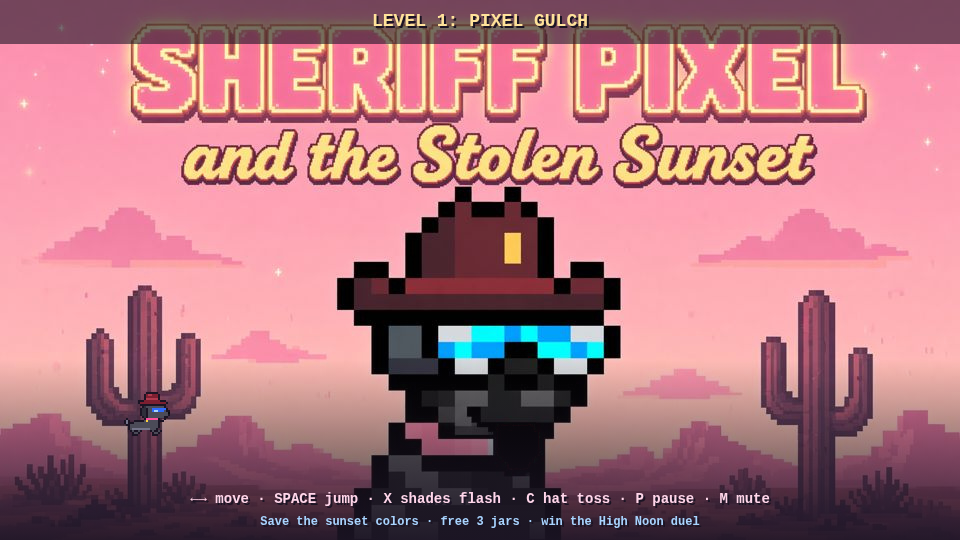 LEVEL 1: PIXEL GULCH
SHERIFF PIXEL
and the Stolen Sunset
←→ move · SPACE jump · X shades flash · C hat toss · P pause · M mute
Save the sunset colors · free 3 jars · win the High Noon duel